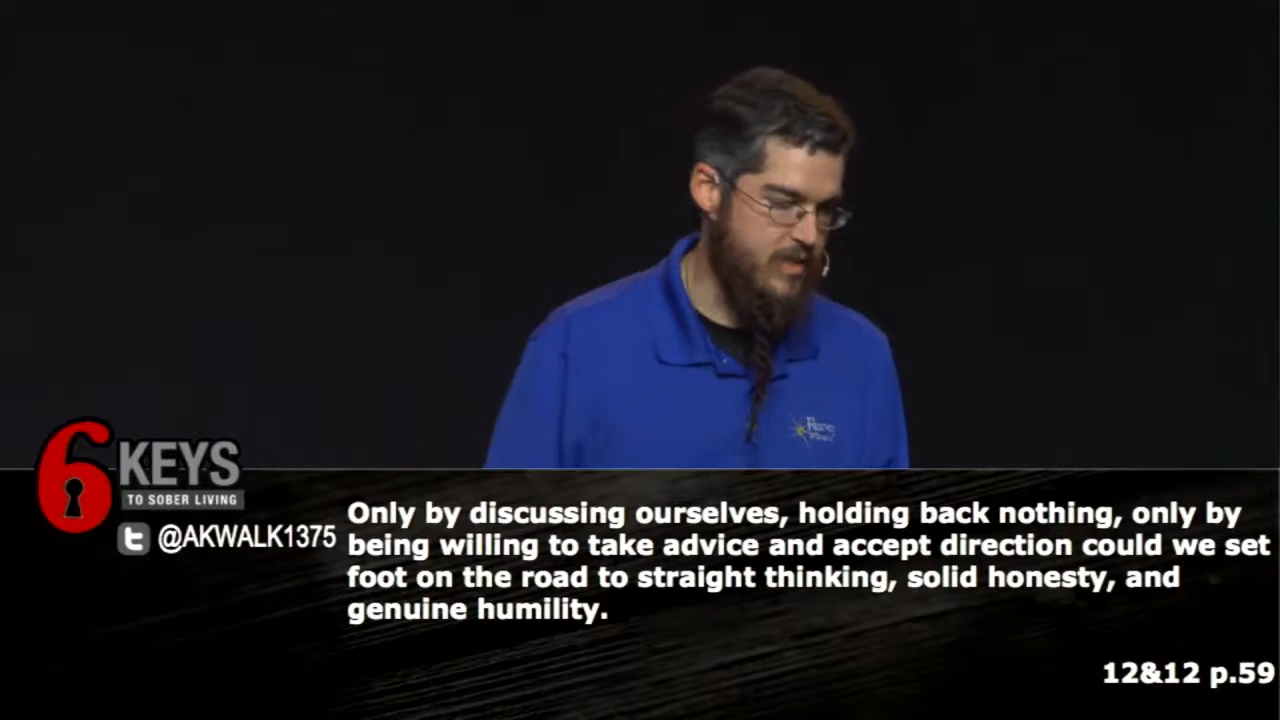 6
KEYS
TO SOBER LIVING
@AKWALK1375
Only by discussing ourselves, holding back nothing, only by
being willing to take advice and accept direction could we set
foot on the road to straight thinking, solid honesty, and
genuine humility.
12&12 p.59